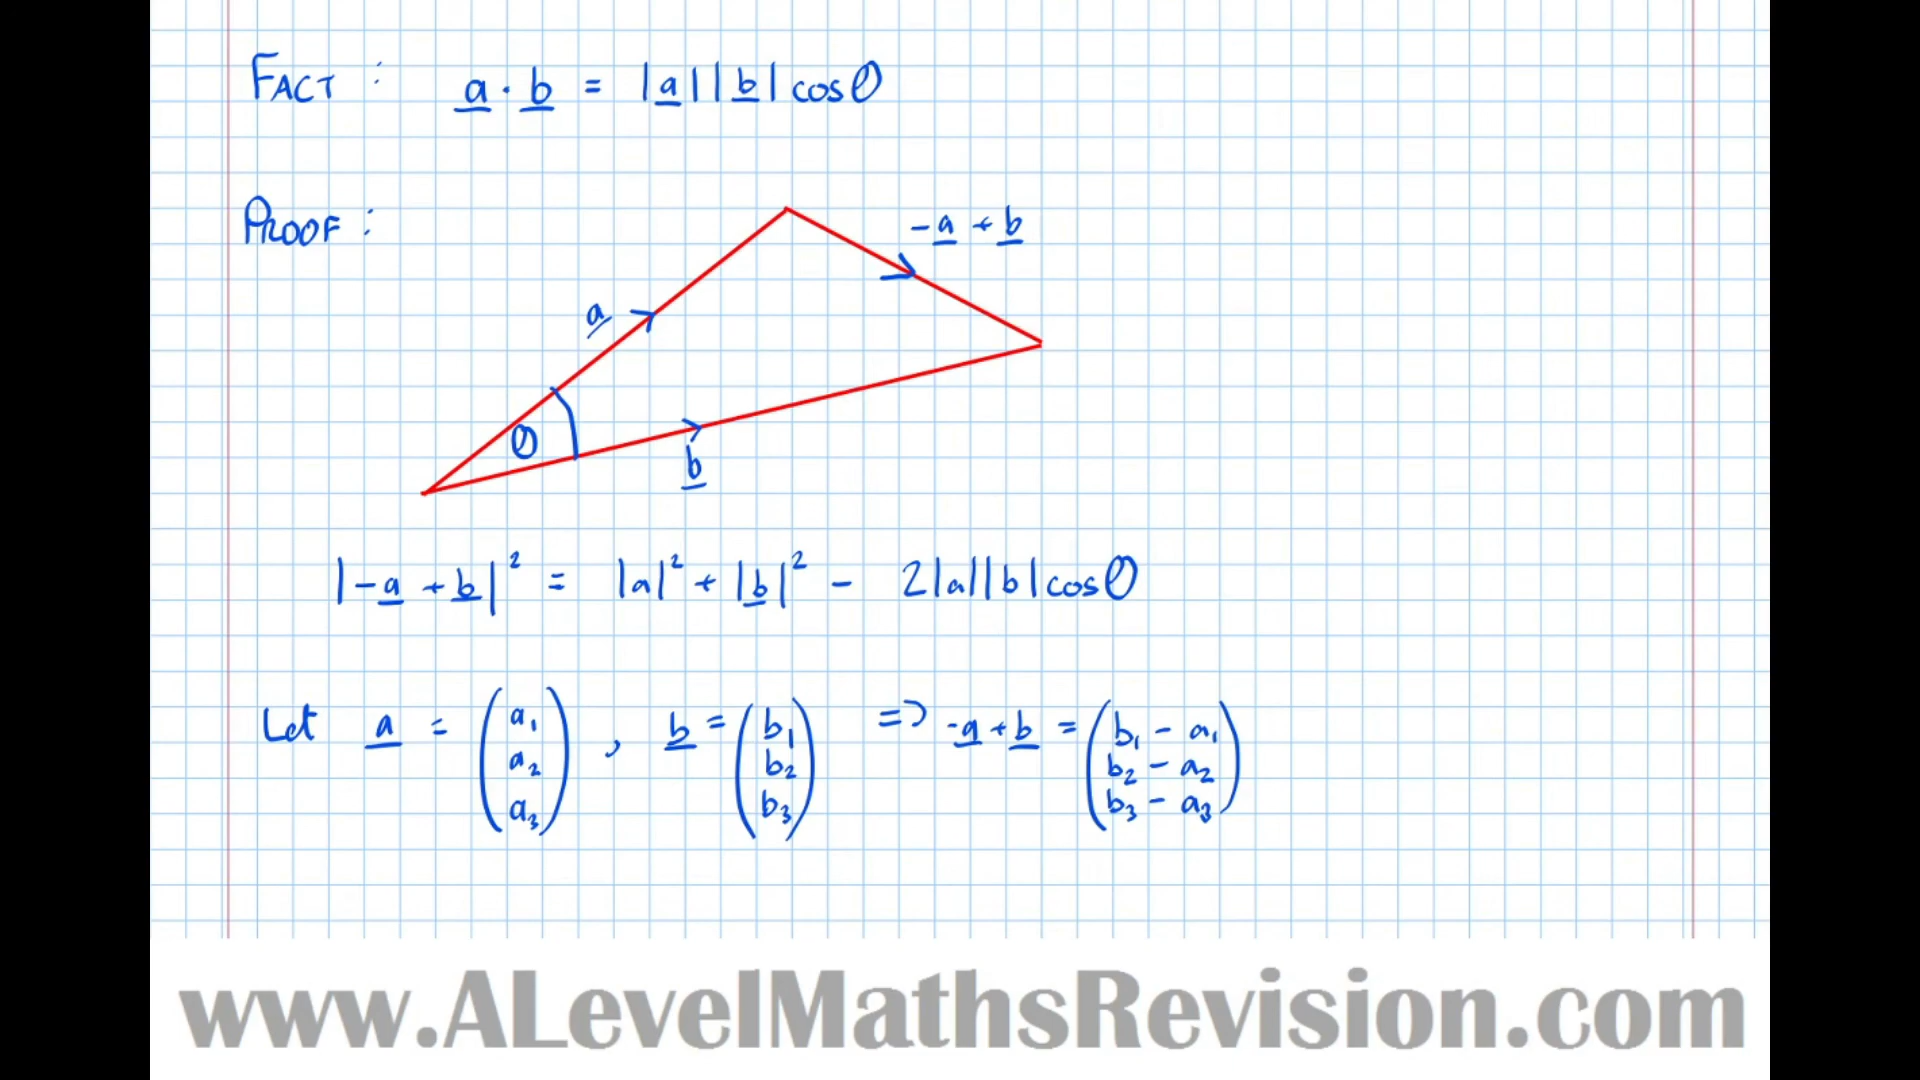 FACT : a · b = |a||b| cos θ
PROOF :
-a + b
a
θ
b
|-a + b|² = |a|² + |b|² - 2|a||b| cos θ
Let a = (a₁ a₂ a₃) , b = (b₁ b₂ b₃) => -a + b = (b₁ - a₁ b₂ - a₂ b₃ - a₃)
www.ALevelMathsRevision.com